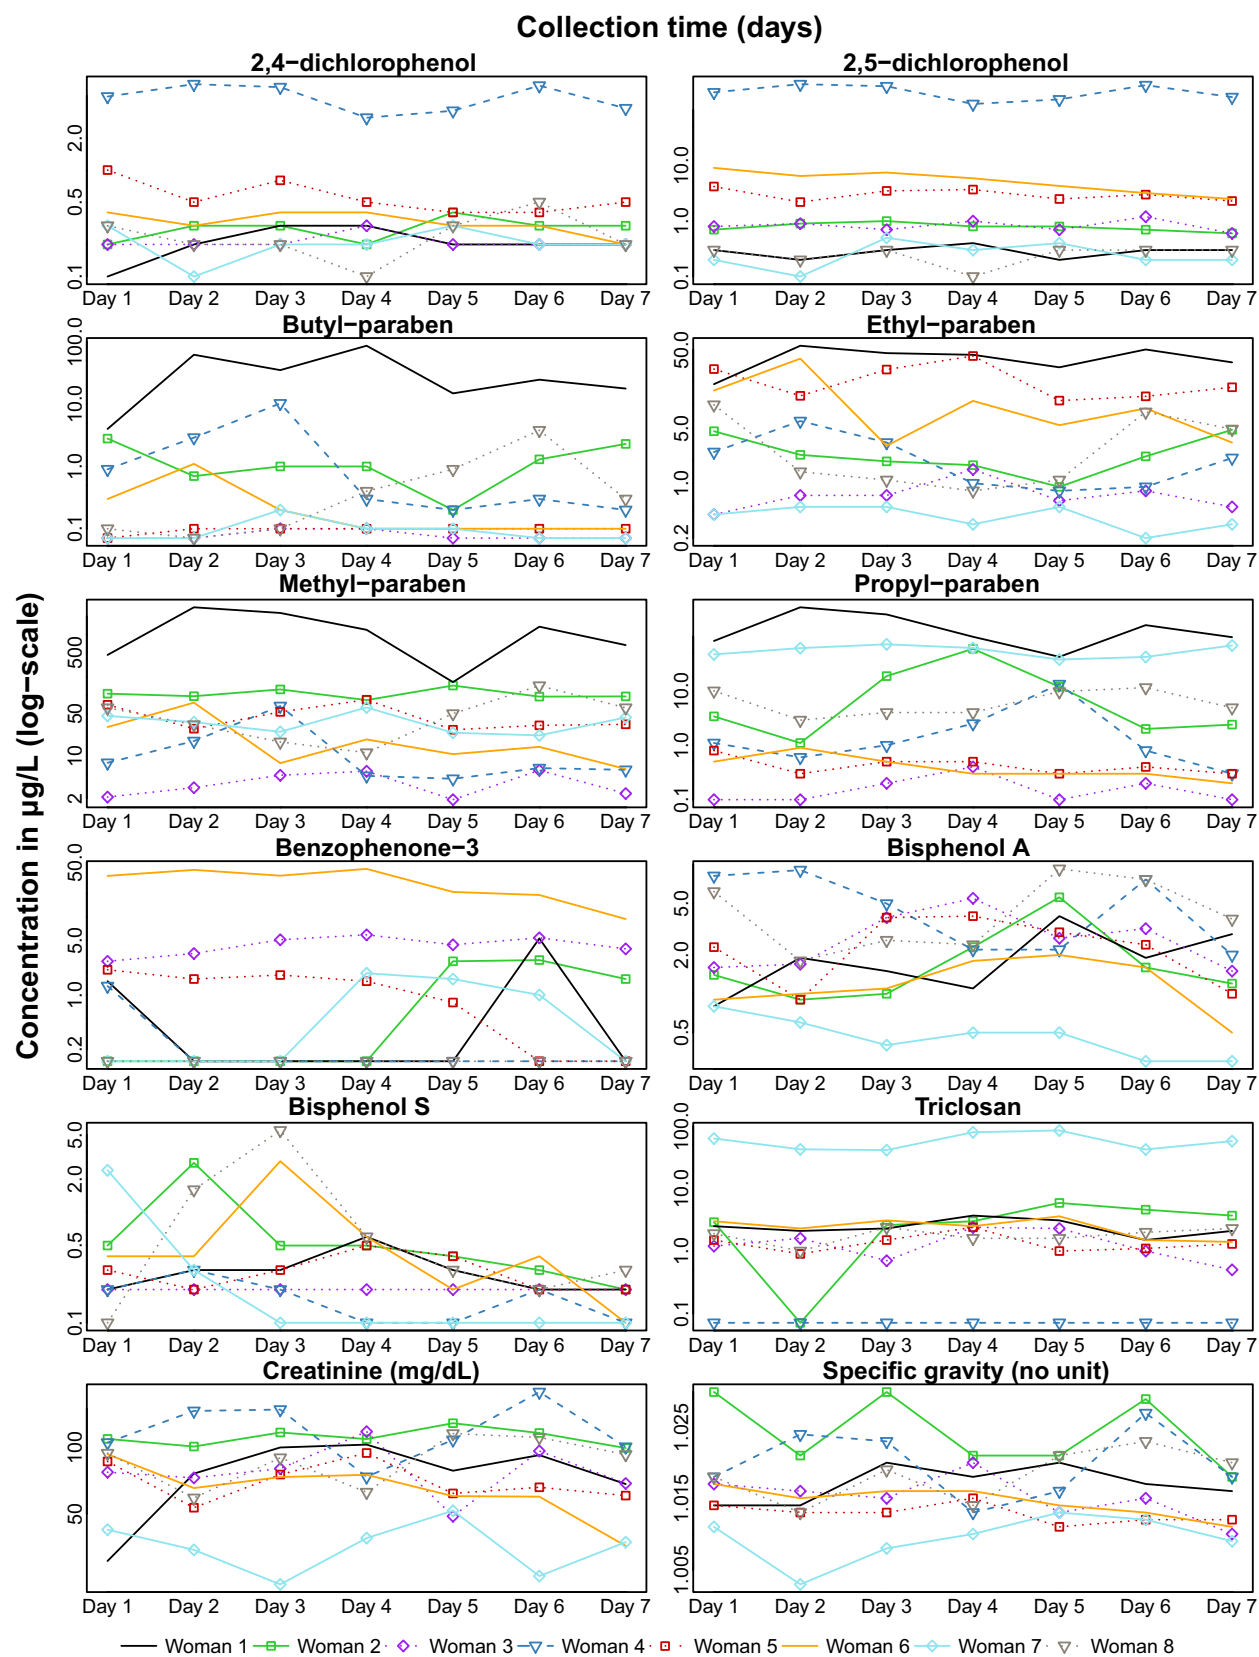 Collection time (days)
2,4−dichlorophenol
2,5−dichlorophenol
2.0
0.5
0.1
Day 1 Day 2 Day 3 Day 4 Day 5 Day 6 Day 7
10.0
1.0
0.1
Day 1 Day 2 Day 3 Day 4 Day 5 Day 6 Day 7
Butyl−paraben
Ethyl−paraben
100.0
10.0
1.0
0.1
Day 1 Day 2 Day 3 Day 4 Day 5 Day 6 Day 7
50.0
5.0
1.0
0.2
Day 1 Day 2 Day 3 Day 4 Day 5 Day 6 Day 7
Concentration in µg/L (log−scale)
Methyl−paraben
Propyl−paraben
500
50
10
2
Day 1 Day 2 Day 3 Day 4 Day 5 Day 6 Day 7
10.0
1.0
0.1
Day 1 Day 2 Day 3 Day 4 Day 5 Day 6 Day 7
Benzophenone−3
Bisphenol A
50.0
5.0
1.0
0.2
Day 1 Day 2 Day 3 Day 4 Day 5 Day 6 Day 7
5.0
2.0
0.5
Day 1 Day 2 Day 3 Day 4 Day 5 Day 6 Day 7
Bisphenol S
Triclosan
5.0
2.0
0.5
0.1
Day 1 Day 2 Day 3 Day 4 Day 5 Day 6 Day 7
100.0
10.0
1.0
0.1
Day 1 Day 2 Day 3 Day 4 Day 5 Day 6 Day 7
Creatinine (mg/dL)
Specific gravity (no unit)
100
50
Day 1 Day 2 Day 3 Day 4 Day 5 Day 6 Day 7
1.025
1.015
1.005
Day 1 Day 2 Day 3 Day 4 Day 5 Day 6 Day 7
Woman 1 Woman 2 Woman 3 Woman 4 Woman 5 Woman 6 Woman 7 Woman 8